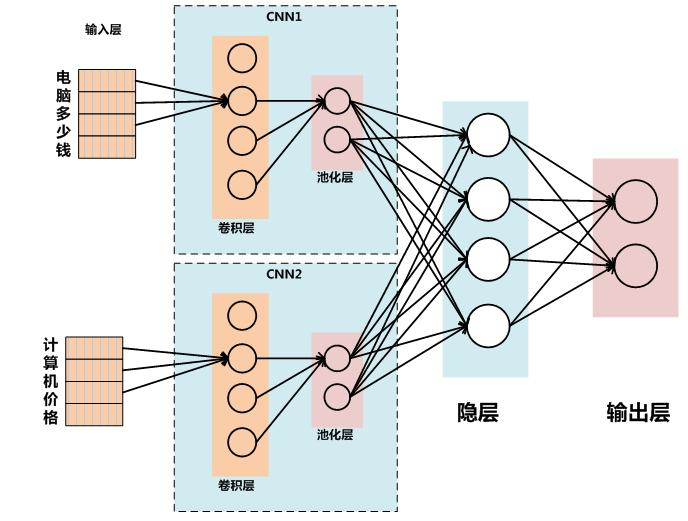 输入层
电脑多少钱
CNN1
卷积层
池化层
计算机价格
CNN2
卷积层
池化层
隐层
输出层